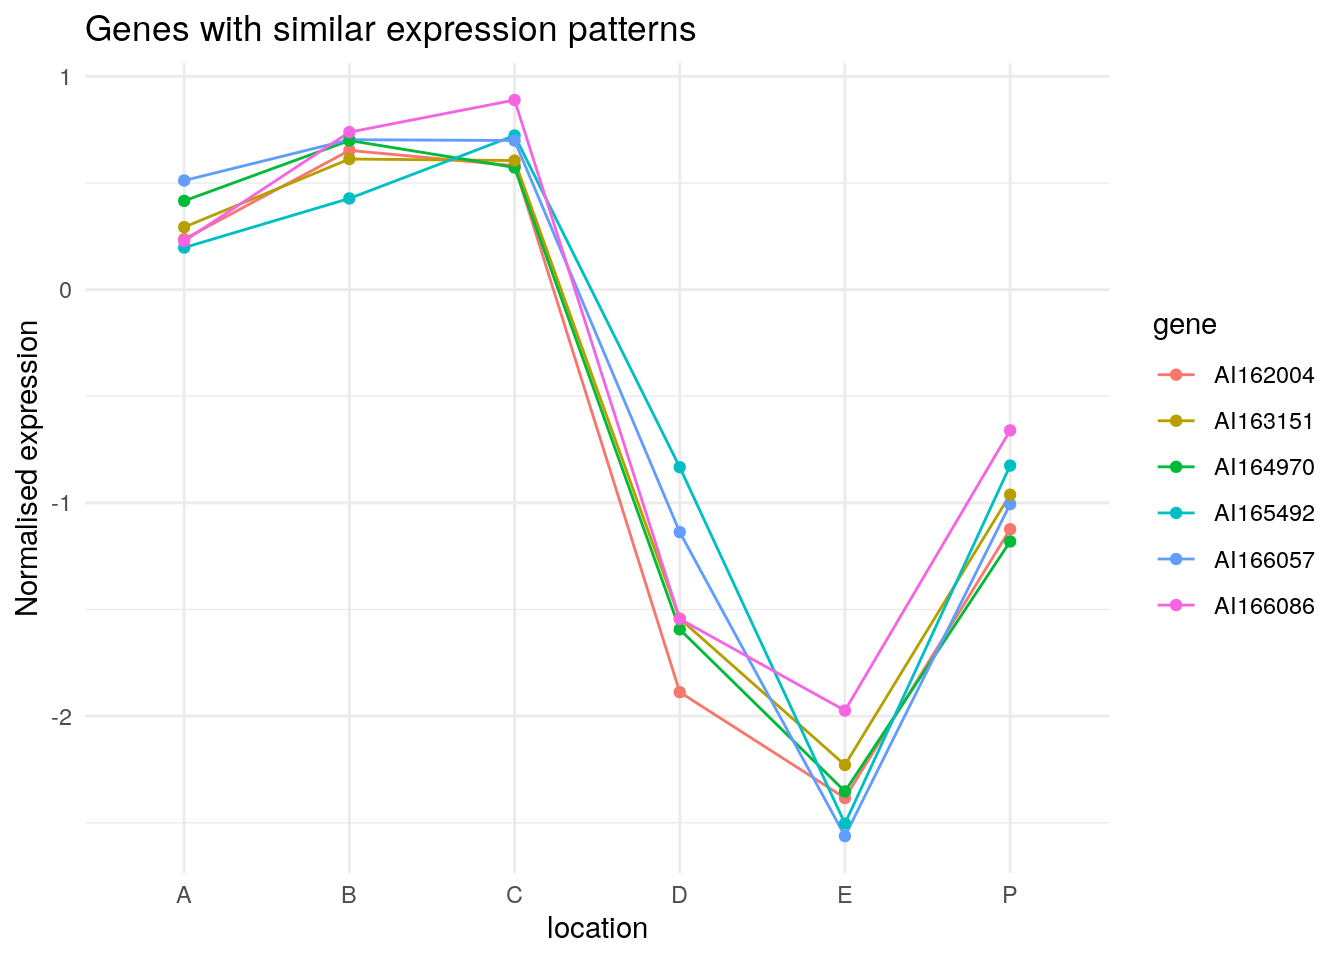 Genes with similar expression patterns
Normalised expression
1
0
-1
-2
A B C D E P
location
gene
AI162004
AI163151
AI164970
AI165492
AI166057
AI166086